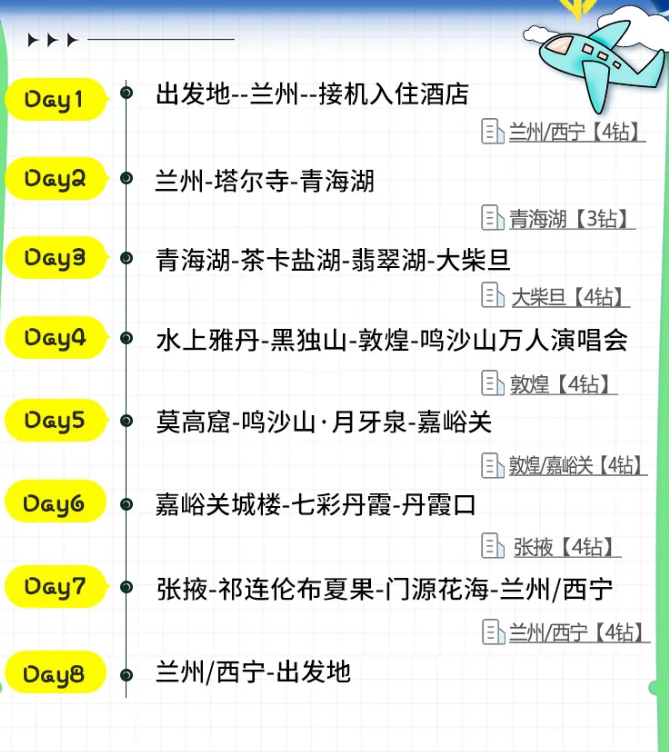 Day1
出发地--兰州--接机入住酒店
兰州/西宁【4钻】
Day2
兰州-塔尔寺-青海湖
青海湖【3钻】
Day3
青海湖-茶卡盐湖-翡翠湖-大柴旦
大柴旦【4钻】
Day4
水上雅丹-黑独山-敦煌-鸣沙山万人演唱会
敦煌【4钻】
Day5
莫高窟-鸣沙山·月牙泉-嘉峪关
敦煌/嘉峪关【4钻】
Day6
嘉峪关城楼-七彩丹霞-丹霞口
张掖【4钻】
Day7
张掖-祁连伦布夏果-门源花海-兰州/西宁
兰州/西宁【4钻】
Day8
兰州/西宁-出发地